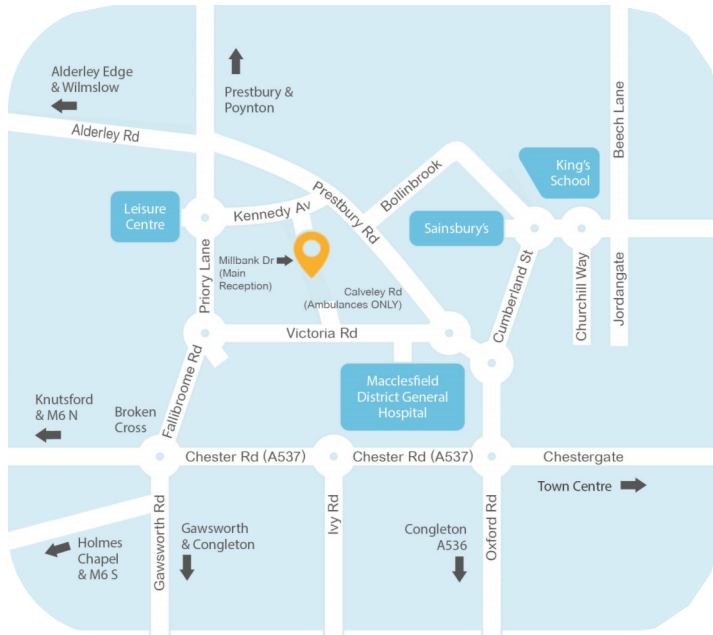 Alderley Edge
& Wilmslow
Prestbury &
Poynton
Alderley Rd
Beech Lane
King's
School
Bollinbrook
Prestbury Rd
Leisure
Centre
Kennedy Av
Sainsbury's
Millbank Dr
(Main
Reception)
Priory Lane
Calveley Rd
(Ambulances ONLY)
Cumberland St
Churchill Way
Jordangate
Victoria Rd
Macclesfield
District General
Hospital
Fallibroome Rd
Knutsford
& M6 N
Broken
Cross
Chester Rd (A537)
Chester Rd (A537)
Chestergate
Town Centre
Gawsworth Rd
Ivy Rd
Oxford Rd
Gawsworth
& Congleton
Congleton
A536
Holmes
Chapel
& M6 S